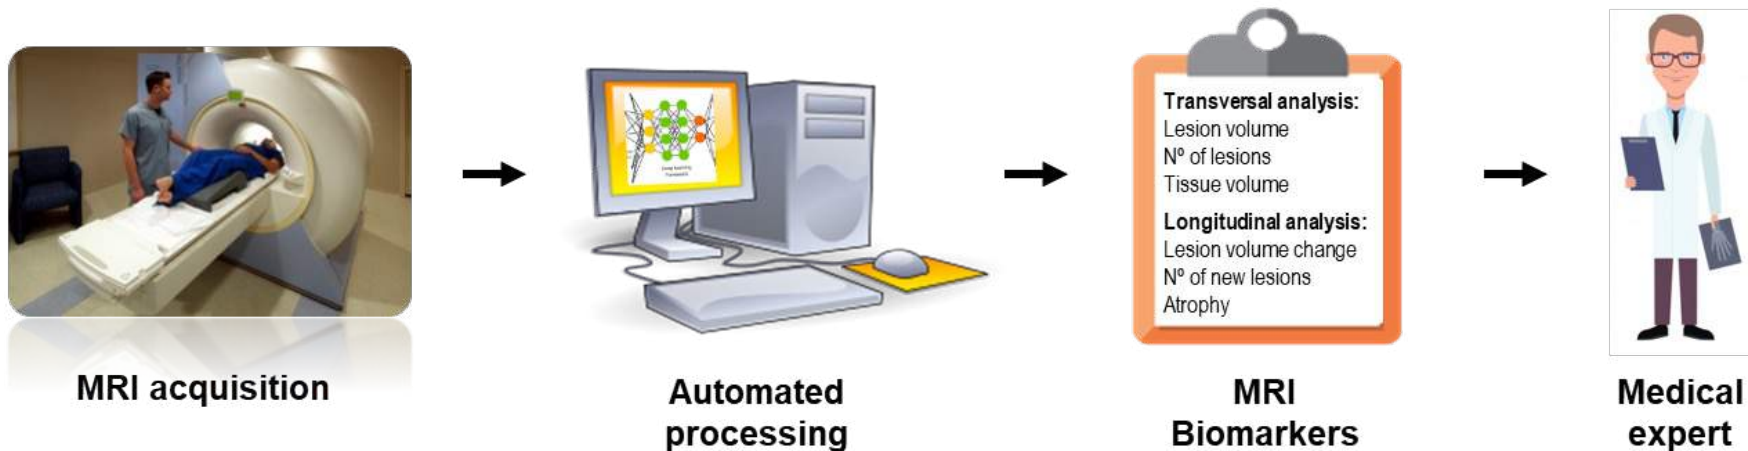 Transversal analysis:
Lesion volume
Nº of lesions
Tissue volume
Longitudinal analysis:
Lesion volume change
Nº of new lesions
Atrophy
MRI acquisition
Automated
processing
MRI
Biomarkers
Medical
expert